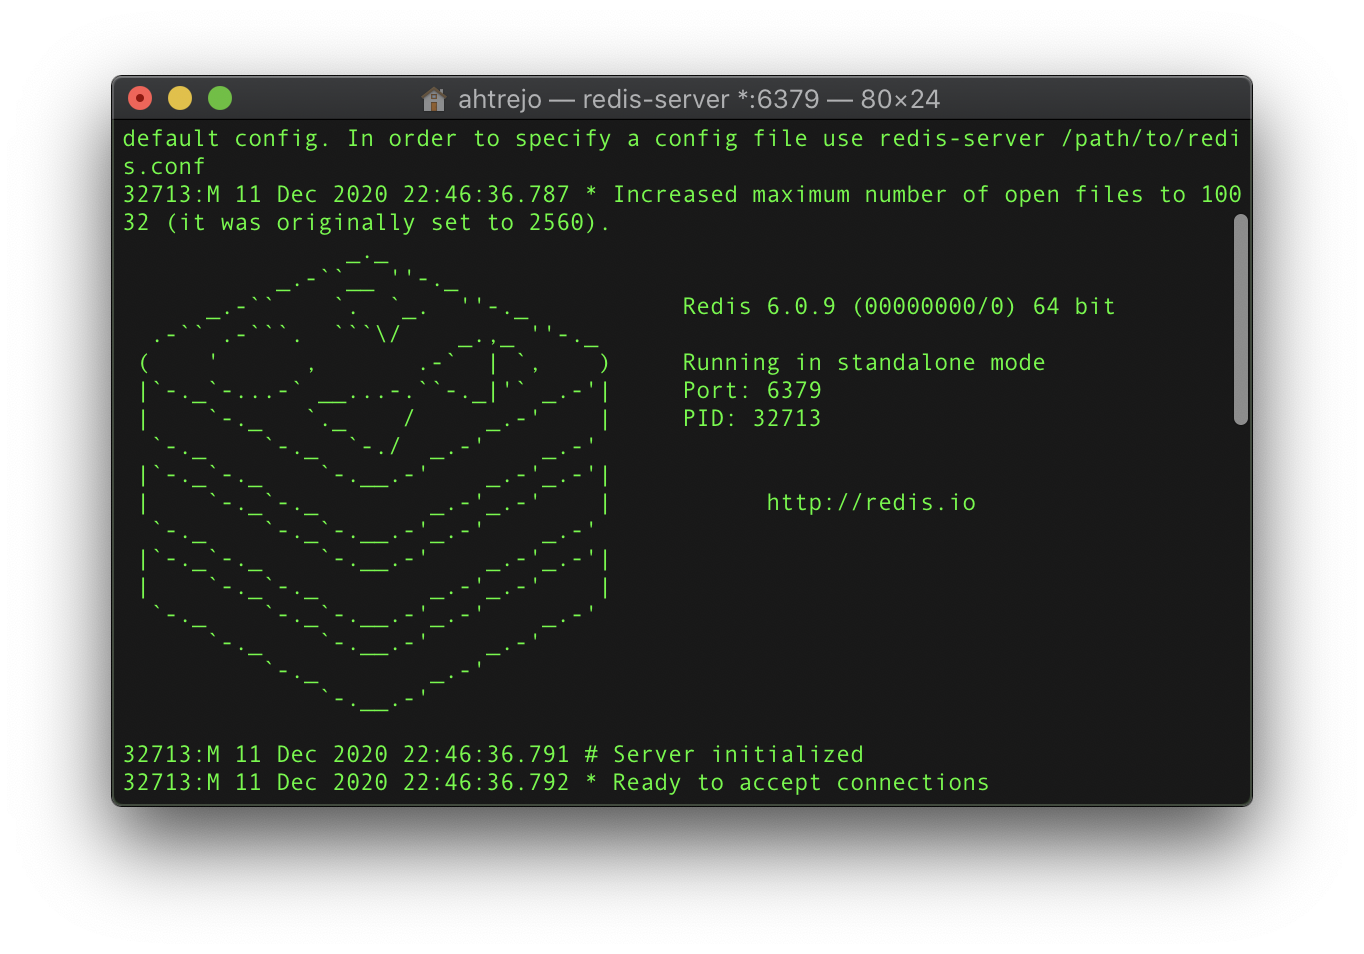 ahtrejo — redis-server *:6379 — 80×24
default config. In order to specify a config file use redis-server /path/to/redi
s.conf
32713:M 11 Dec 2020 22:46:36.787 * Increased maximum number of open files to 100
32 (it was originally set to 2560).
Redis 6.0.9 (00000000/0) 64 bit
Running in standalone mode
Port: 6379
PID: 32713
http://redis.io
32713:M 11 Dec 2020 22:46:36.791 # Server initialized
32713:M 11 Dec 2020 22:46:36.792 * Ready to accept connections